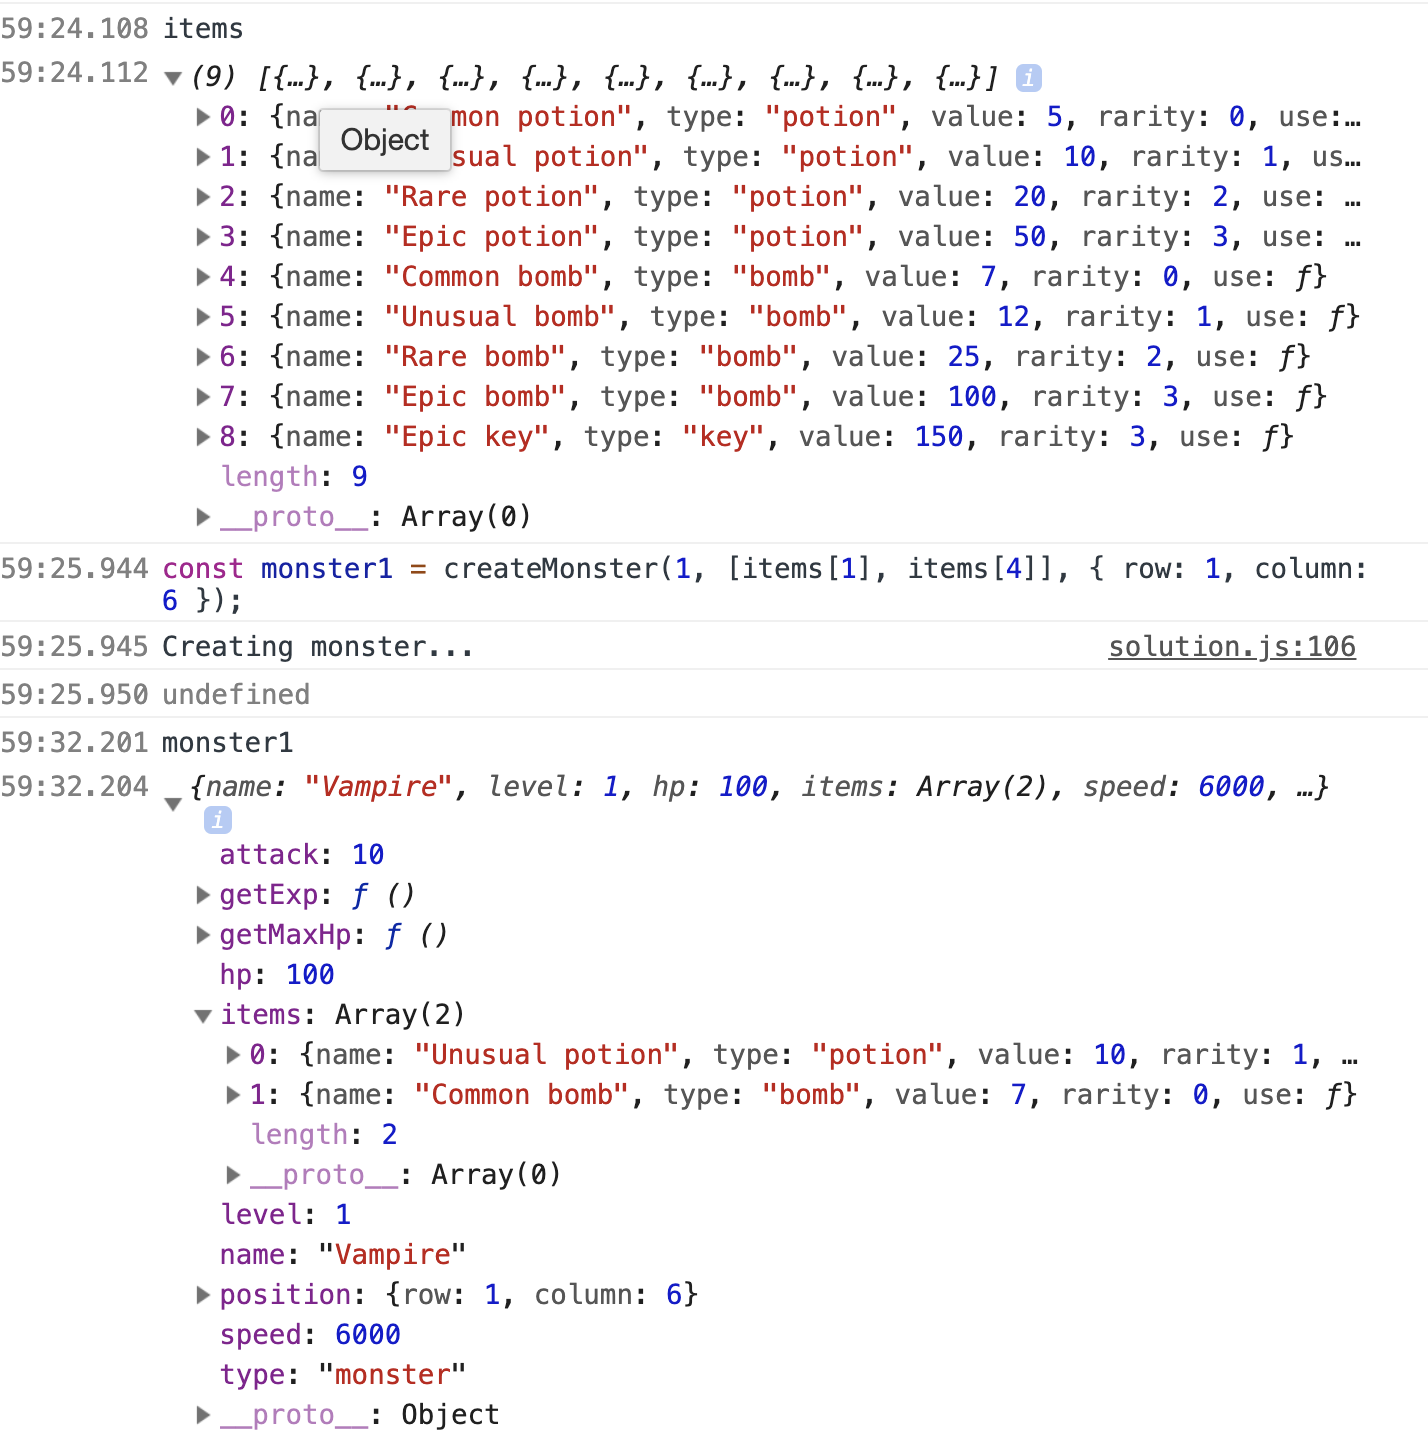 59:24.108 items
59:24.112 ▼ (9) [{…}, {…}, {…}, {…}, {…}, {…}, {…}, {…}, {…}] i
▶ 0: {na "C mon potion", type: "potion", value: 5, rarity: 0, use:…
Object
▶ 1: {na sual potion", type: "potion", value: 10, rarity: 1, us…
▶ 2: {name: "Rare potion", type: "potion", value: 20, rarity: 2, use: …
▶ 3: {name: "Epic potion", type: "potion", value: 50, rarity: 3, use: …
▶ 4: {name: "Common bomb", type: "bomb", value: 7, rarity: 0, use: ƒ}
▶ 5: {name: "Unusual bomb", type: "bomb", value: 12, rarity: 1, use: ƒ}
▶ 6: {name: "Rare bomb", type: "bomb", value: 25, rarity: 2, use: ƒ}
▶ 7: {name: "Epic bomb", type: "bomb", value: 100, rarity: 3, use: ƒ}
▶ 8: {name: "Epic key", type: "key", value: 150, rarity: 3, use: ƒ}
length: 9
▶ __proto__: Array(0)
59:25.944 const monster1 = createMonster(1, [items[1], items[4]], { row: 1, column:
6 });
59:25.945 Creating monster... solution.js:106
59:25.950 undefined
59:32.201 monster1
59:32.204 ▼ {name: "Vampire", level: 1, hp: 100, items: Array(2), speed: 6000, …}
i
attack: 10
▶ getExp: ƒ ()
▶ getMaxHp: ƒ ()
hp: 100
▼ items: Array(2)
▶ 0: {name: "Unusual potion", type: "potion", value: 10, rarity: 1, …
▶ 1: {name: "Common bomb", type: "bomb", value: 7, rarity: 0, use: ƒ}
length: 2
▶ __proto__: Array(0)
level: 1
name: "Vampire"
▶ position: {row: 1, column: 6}
speed: 6000
type: "monster"
▶ __proto__: Object